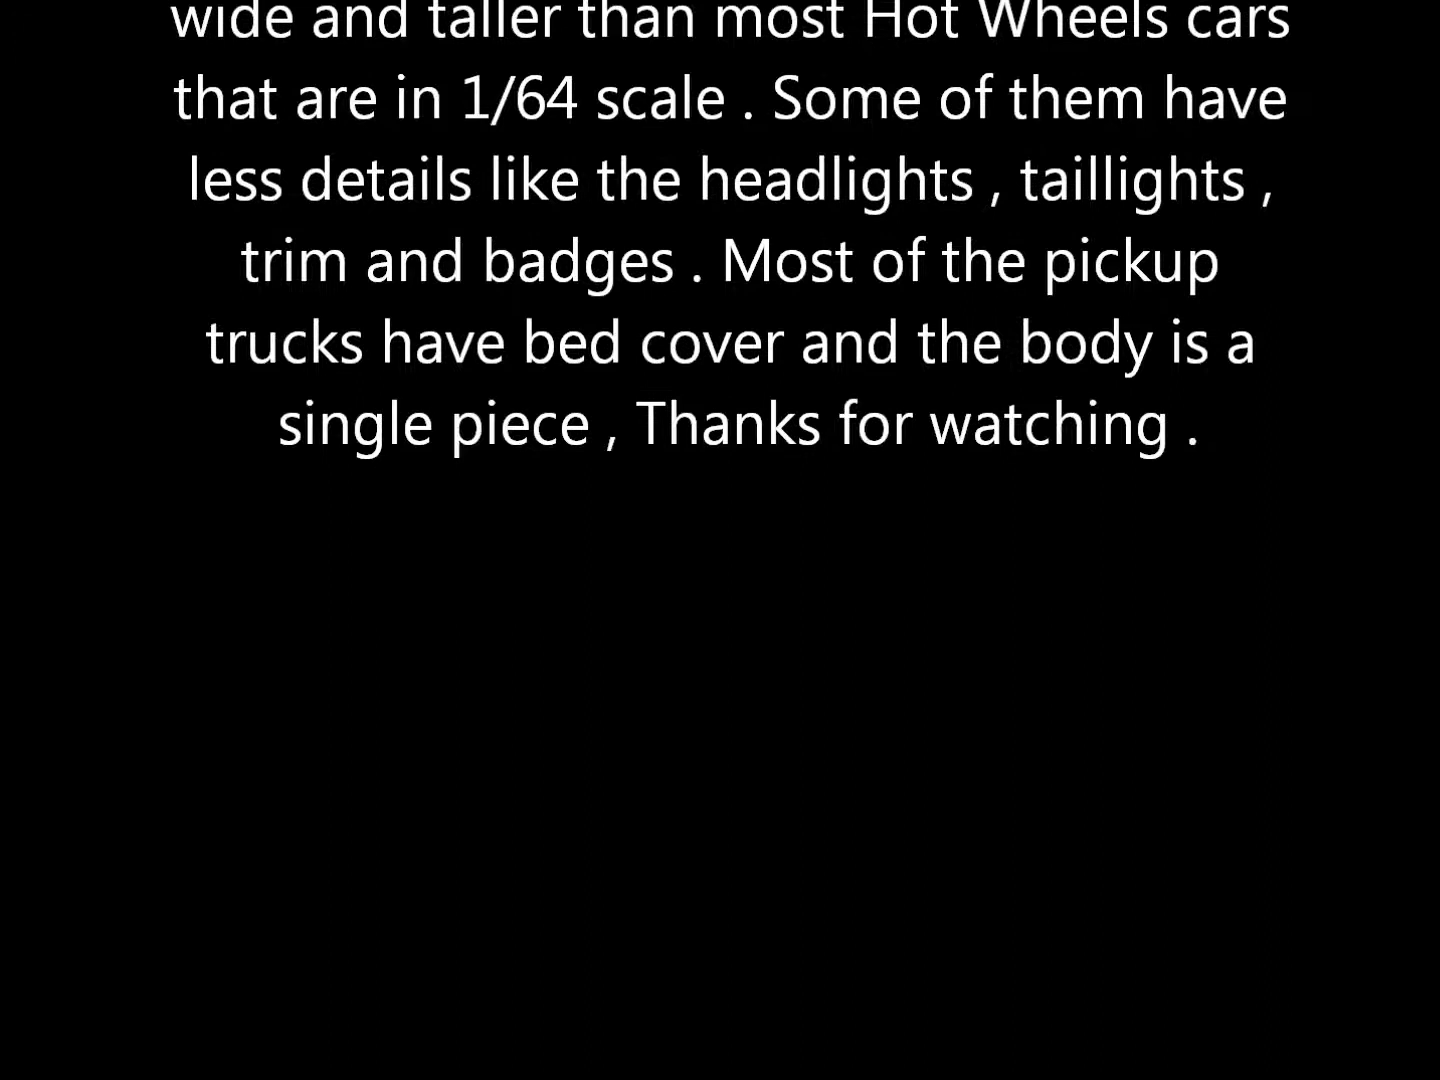 wide and taller than most Hot Wheels cars
that are in 1/64 scale . Some of them have
less details like the headlights , taillights ,
trim and badges . Most of the pickup
trucks have bed cover and the body is a
single piece , Thanks for watching .